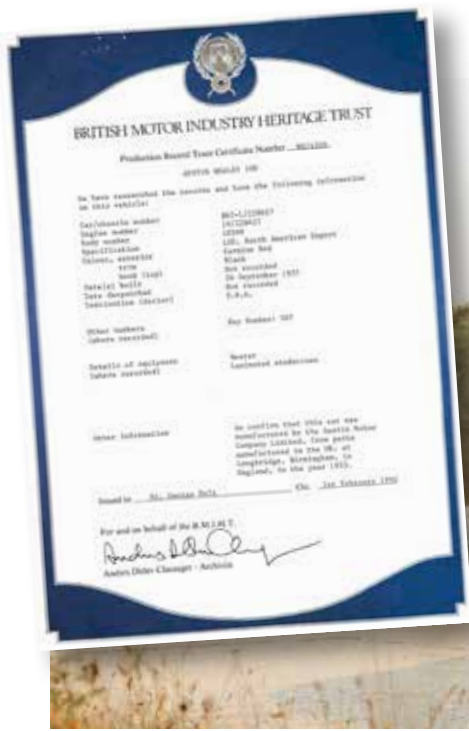 BRITISH MOTOR INDUSTRY HERITAGE TRUST
Production Record Trace Certificate Number
AUSTIN HEALEY 100
We have researched the records and have the following information
on this vehicle:
Car/chassis number
Engine number
Body number
Specification LHD, North American Export
Colour, exterior Carmine Red
trim Black
hood (top) Not recorded
Date(s) built
Date despatched Not recorded
Destination (dealer) U.S.A.
Other numbers Key Number:
(where recorded)
Details of equipment Heater
(where recorded) Laminated windscreen
Other information We confirm that this car was
manufactured by the Austin Motor
Company Limited, from parts
manufactured in the UK, at
Longbridge, Birmingham, in
England, in the year
Issued to On 1st February
For and on behalf of the B.M.I.H.T.
Anders Ditlev Clausager - Archivist